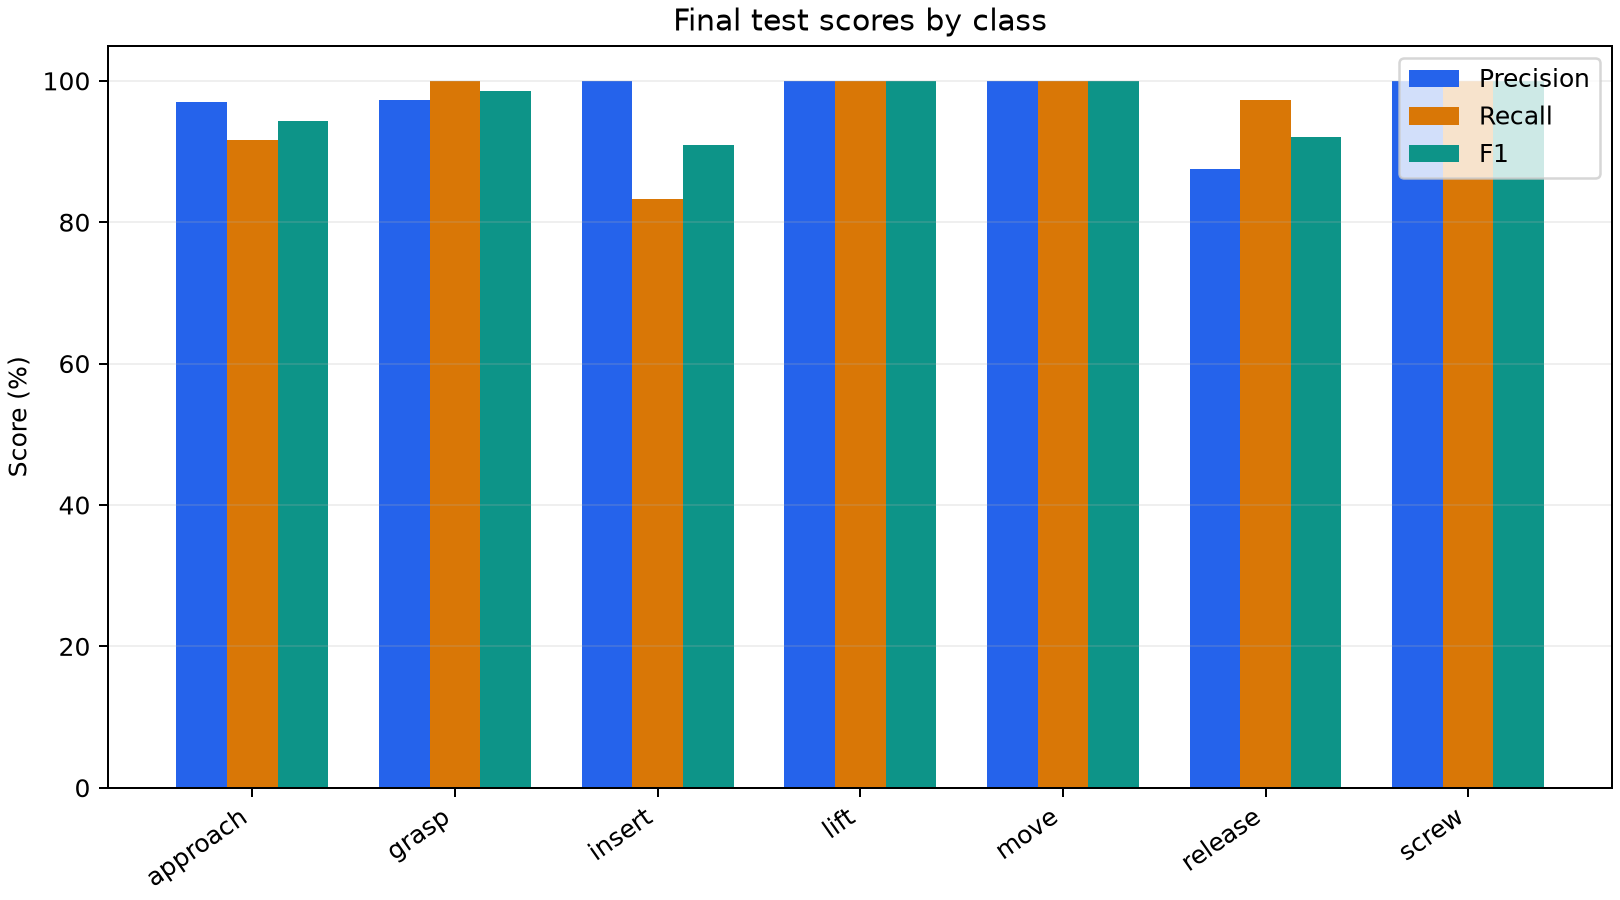 Final test scores by class
Precision
Recall
F1
Score (%)
100
80
60
40
20
0
approach
grasp
insert
lift
move
release
screw